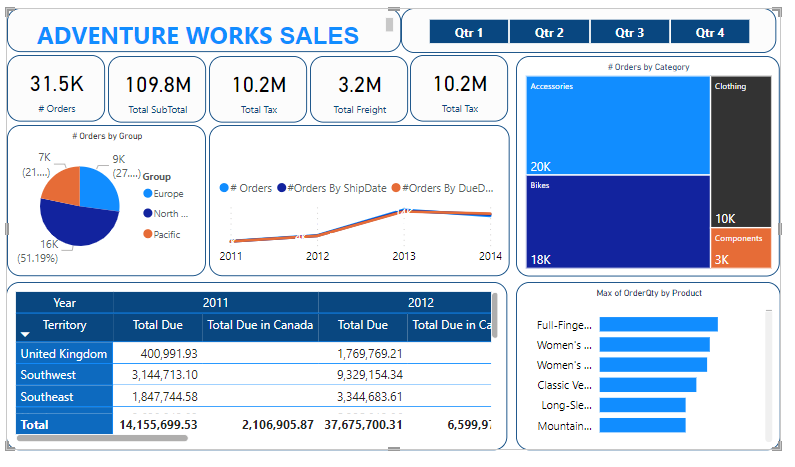 ADVENTURE WORKS SALES
Qtr 1 Qtr 2 Qtr 3 Qtr 4
31.5K
# Orders
109.8M
Total SubTotal
10.2M
Total Tax
3.2M
Total Freight
10.2M
Total Tax
# Orders by Category
Accessories
20K
Bikes
18K
Clothing
10K
Components
3K
# Orders by Group
7K
(21....)
9K
(27....)
16K
(51.19%)
Group
Europe
North ...
Pacific
# Orders #Orders By ShipDate #Orders By DueD...
2011 2012 2013 2014
Year 2011 2012
Territory Total Due Total Due in Canada Total Due Total Due in Ca
United Kingdom 400,991.93 1,769,769.21
Southwest 3,144,713.10 9,329,154.34
Southeast 1,847,744.58 3,344,683.61
Total 14,155,699.53 2,106,905.87 37,675,700.31 6,599,97
Max of OrderQty by Product
Full-Finge...
Women's ...
Women's ...
Classic Ve...
Long-Sle...
Mountain...